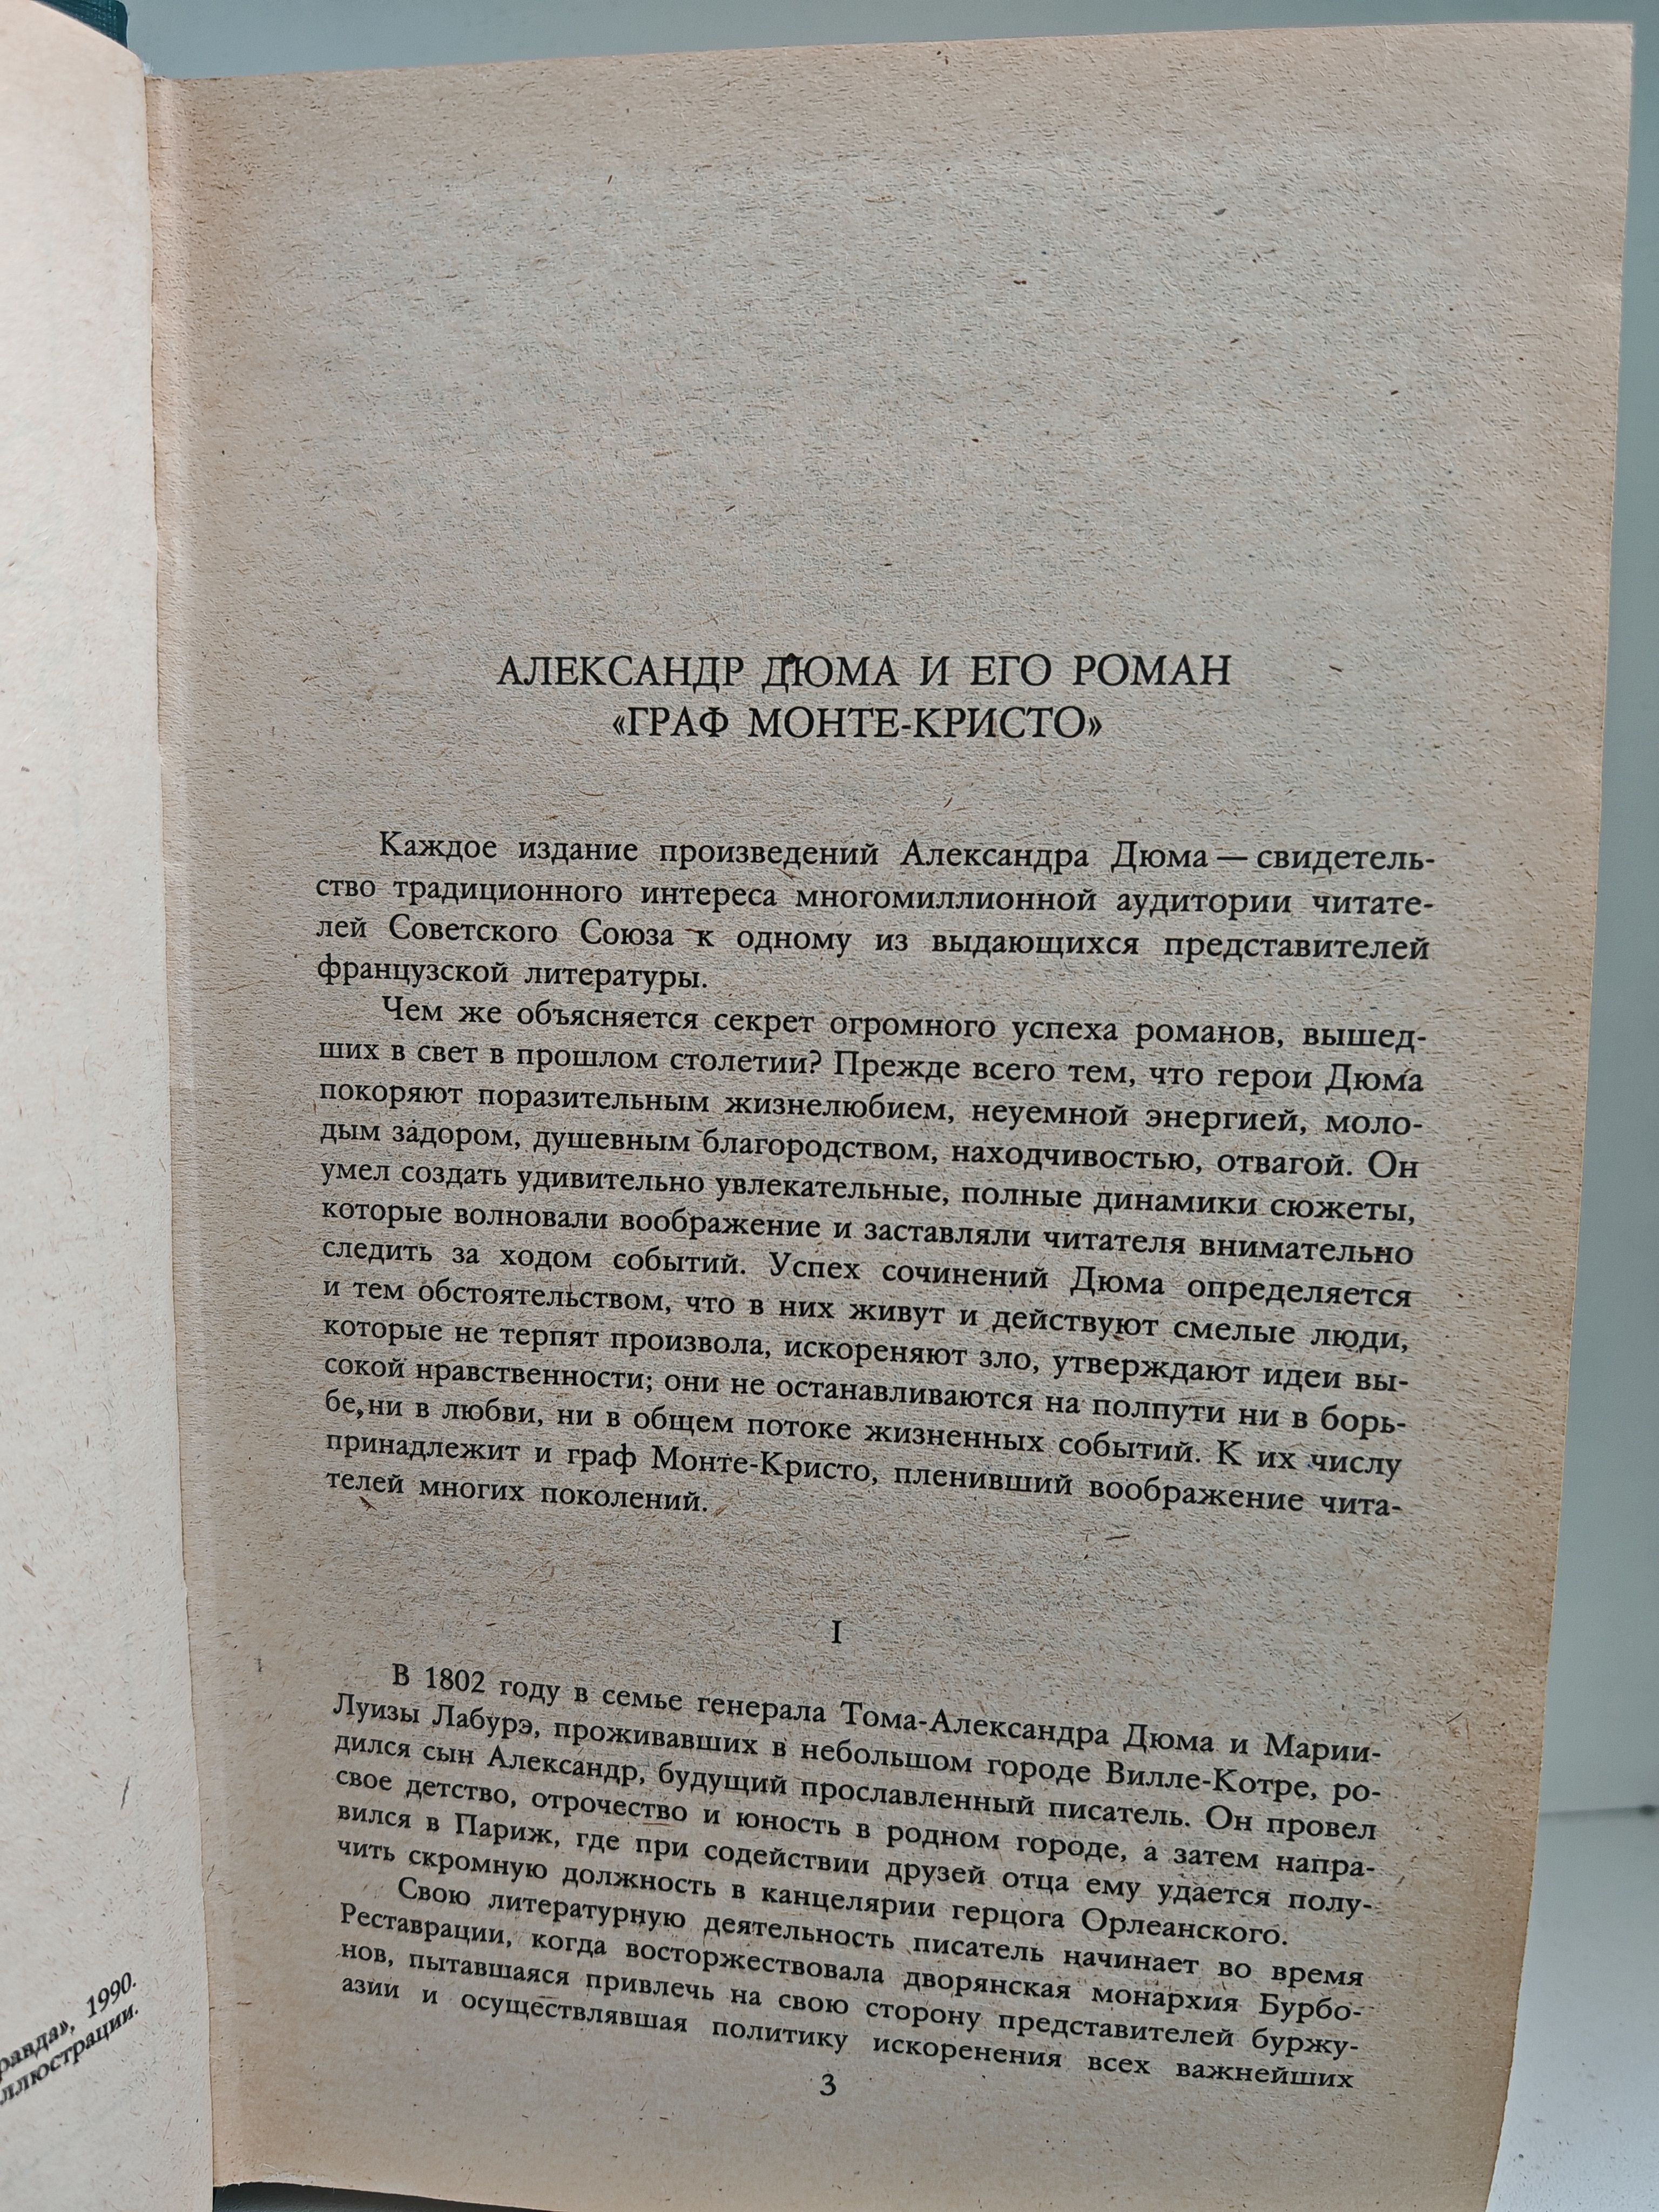 1990.
АЛЕКСАНДР ДЮМА И ЕГО РОМАН
«ГРАФ МОНТЕ-КРИСТО»
Каждое издание произведений Александра Дюма — свидетель-
ство традиционного интереса многомиллионной аудитории читате-
лей Советского Союза к одному из выдающихся представителей
французской литературы.
Чем же объясняется секрет огромного успеха романов, вышед-
ших в свет в прошлом столетии? Прежде всего тем, что герои Дюма
покоряют поразительным жизнелюбием, неуемной энергией, моло-
дым задором, душевным благородством, находчивостью, отвагой. Он
умел создать удивительно увлекательные, полные динамики сюжеты,
которые волновали воображение и заставляли читателя внимательно
следить за ходом событий. Успех сочинений Дюма определяется
и тем обстоятельством, что в них живут и действуют смелые люди,
которые не терпят произвола, искореняют зло, утверждают идеи вы-
сокой нравственности; они не останавливаются на полпути ни в борь-
бе, ни в любви, ни в общем потоке жизненных событий. К их числу
принадлежит и граф Монте-Кристо, пленивший воображение чита-
телей многих поколений.
I
В 1802 году в семье генерала Тома-Александра Дюма и Марии-
Луизы Лабурэ, проживавших в небольшом городе Вилле-Котре, ро-
дился сын Александр, будущий прославленный писатель. Он провел
свое детство, отрочество и юность в родном городе, а затем напра-
вился в Париж, где при содействии друзей отца ему удается полу-
чить скромную должность в канцелярии герцога Орлеанского.
Свою литературную деятельность писатель начинает во время
Реставрации, когда восторжествовала дворянская монархия Бурбо-
нов, пытавшаяся привлечь на свою сторону представителей буржу-
азии и осуществлявшая политику искоренения всех важнейших
3